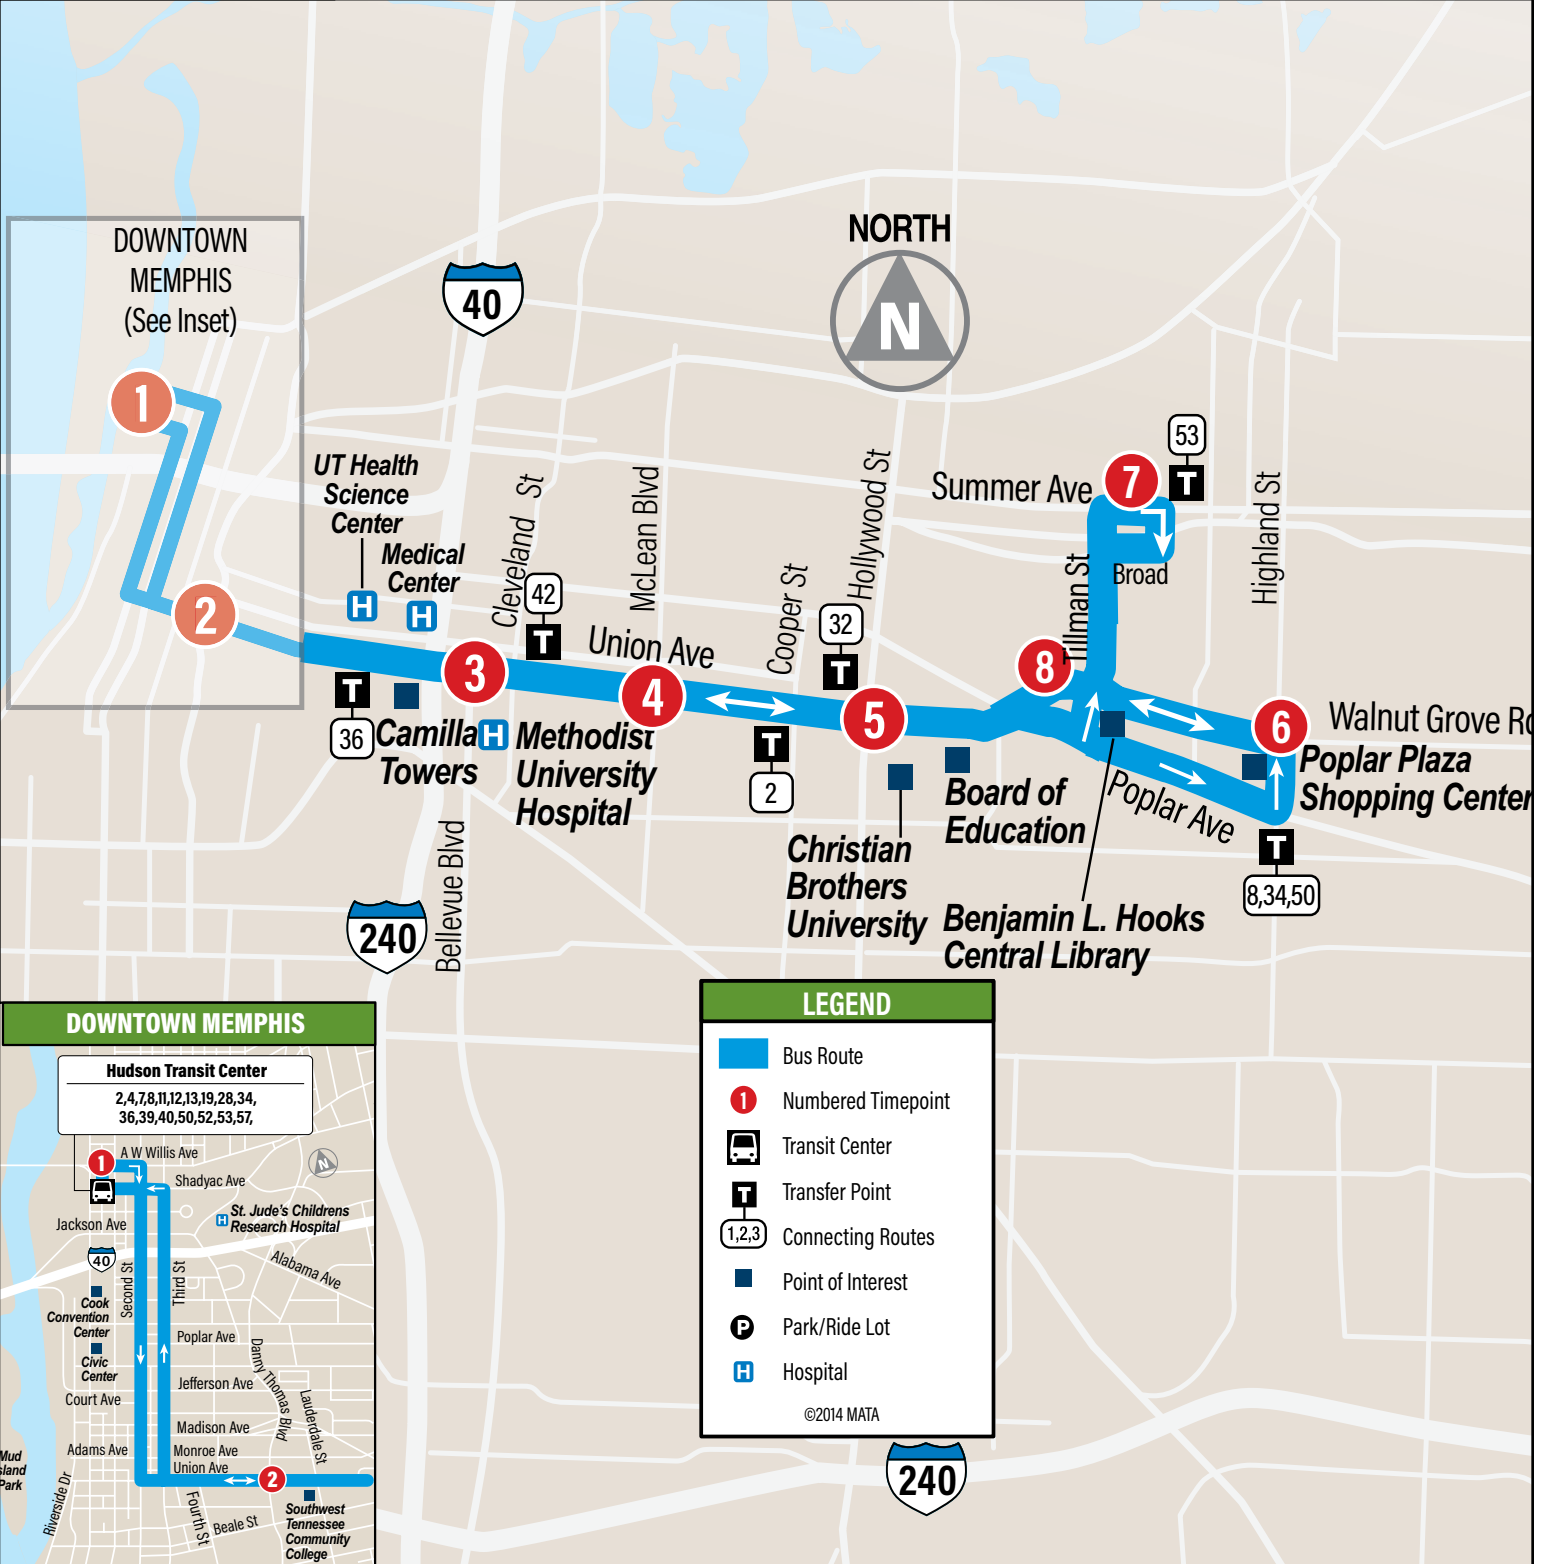 NORTH
N
DOWNTOWN
MEMPHIS
(See Inset)
40
1
2
UT Health
Science
Center
H
Medical
Center
H
Cleveland St
42
T
McLean Blvd
Union Ave
Cooper St
32
T
Hollywood St
Summer Ave
7
53
T
Broad
Tillman St
Highland St
3
4
5
8
6
Walnut Grove Rd
T
36
Camilla
Towers
H
Methodist
University
Hospital
T
2
Christian
Brothers
University
Board of
Education
Poplar Ave
Poplar Plaza
Shopping Center
T
8,34,50
Benjamin L. Hooks
Central Library
Bellevue Blvd
240
LEGEND
Bus Route
1
Numbered Timepoint
Transit Center
T
Transfer Point
1,2,3
Connecting Routes
Point of Interest
P
Park/Ride Lot
H
Hospital
©2014 MATA
240
DOWNTOWN MEMPHIS
Hudson Transit Center
2,4,7,8,11,12,13,19,28,34,
36,39,40,50,52,53,57,
1
A W Willis Ave
N
Shadyac Ave
Jackson Ave
H
St. Jude's Childrens
Research Hospital
40
Alabama Ave
Second St
Third St
Cook
Convention
Center
Civic
Center
Poplar Ave
Danny Thomas Blvd
Jefferson Ave
Lauderdale St
Court Ave
Madison Ave
Adams Ave
Monroe Ave
Union Ave
2
Mud
sland
Park
Riverside Dr
Fourth St
Beale St
Southwest
Tennessee
Community
College